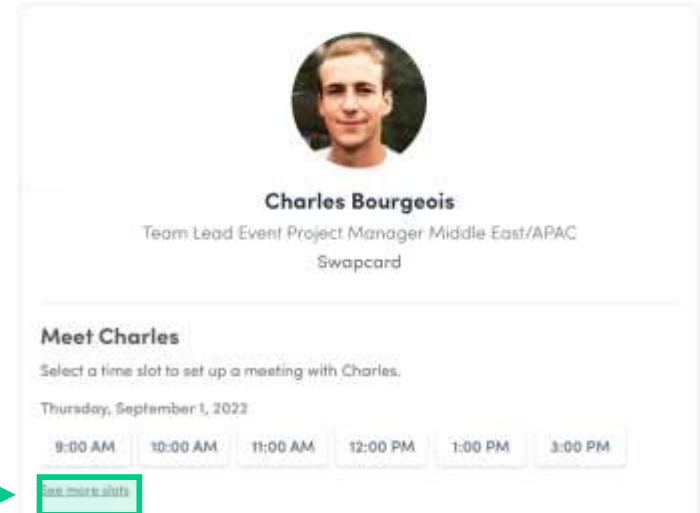 Charles Bourgeois
Team Lead Event Project Manager Middle East/APAC
Swapcard
Meet Charles
Select a time slot to set up a meeting with Charles.
Thursday, September 1, 2022
9:00 AM 10:00 AM 11:00 AM 12:00 PM 1:00 PM 3:00 PM
See more slots